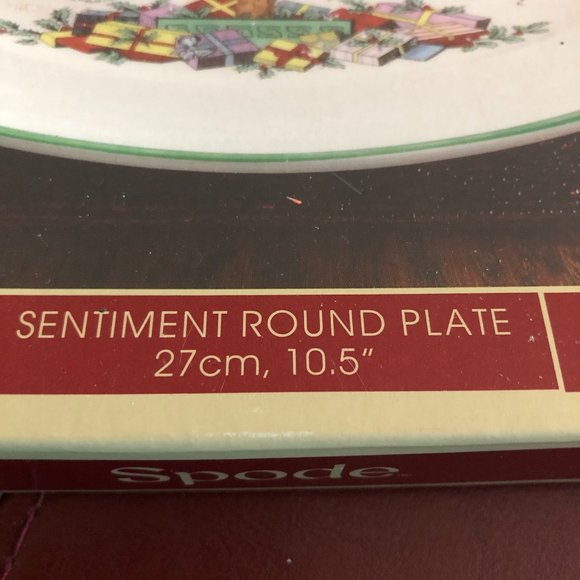 SENTIMENT ROUND PLATE
27cm, 10.5"
Spode